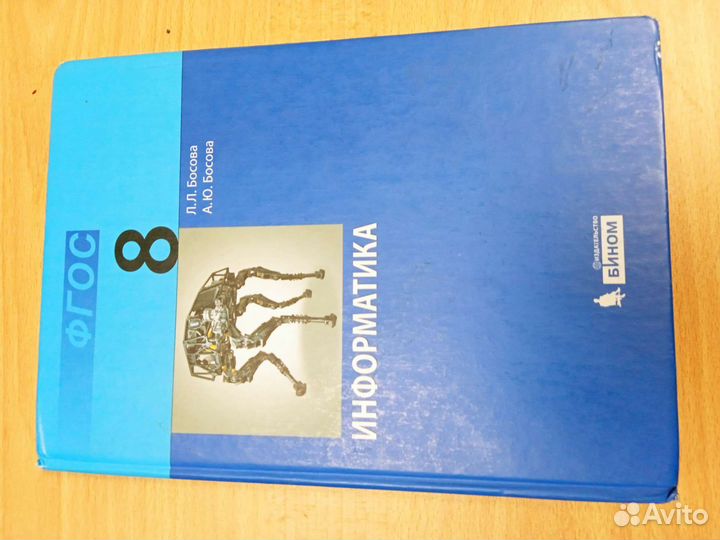 ФГОС
8
Л.Л. Босова
А.Ю. Босова
ИНФОРМАТИКА
ИЗДАТЕЛЬСТВО
БИНОМ
Avito